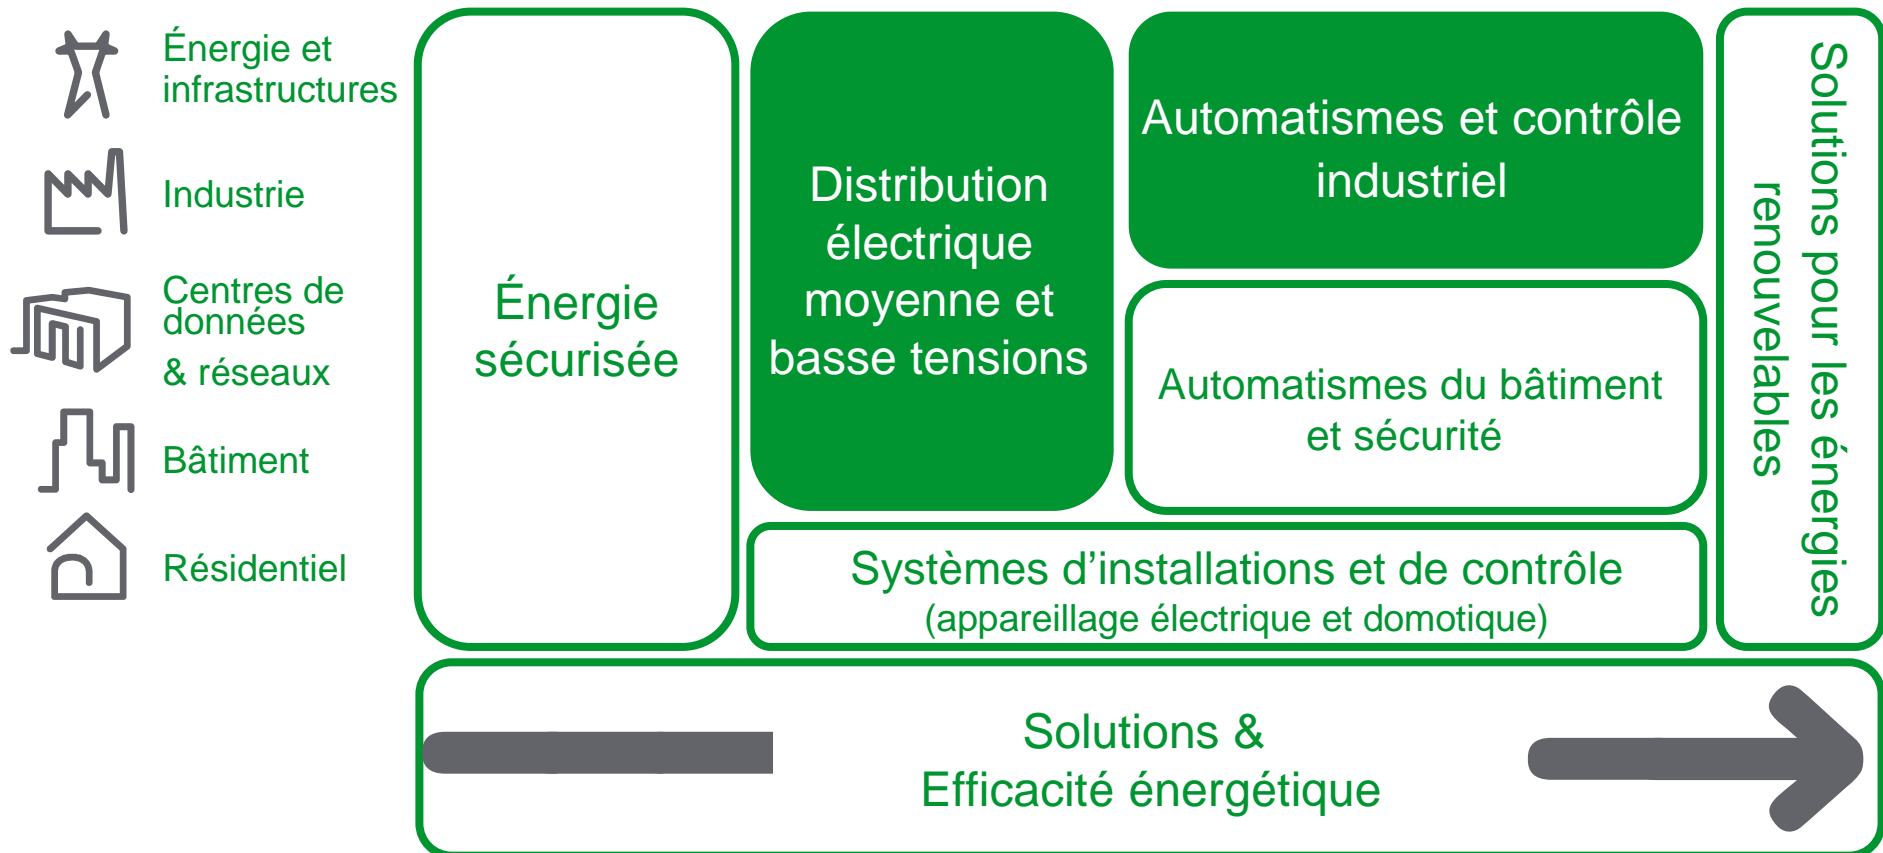 Énergie et
infrastructures
Industrie
Centres de
données
& réseaux
Bâtiment
Résidentiel
Énergie
sécurisée
Distribution
électrique
moyenne et
basse tensions
Automatismes et contrôle
industriel
Automatismes du bâtiment
et sécurité
Systèmes d’installations et de contrôle
(appareillage électrique et domotique)
Solutions pour les énergies
renouvelables
Solutions &
Efficacité énergétique